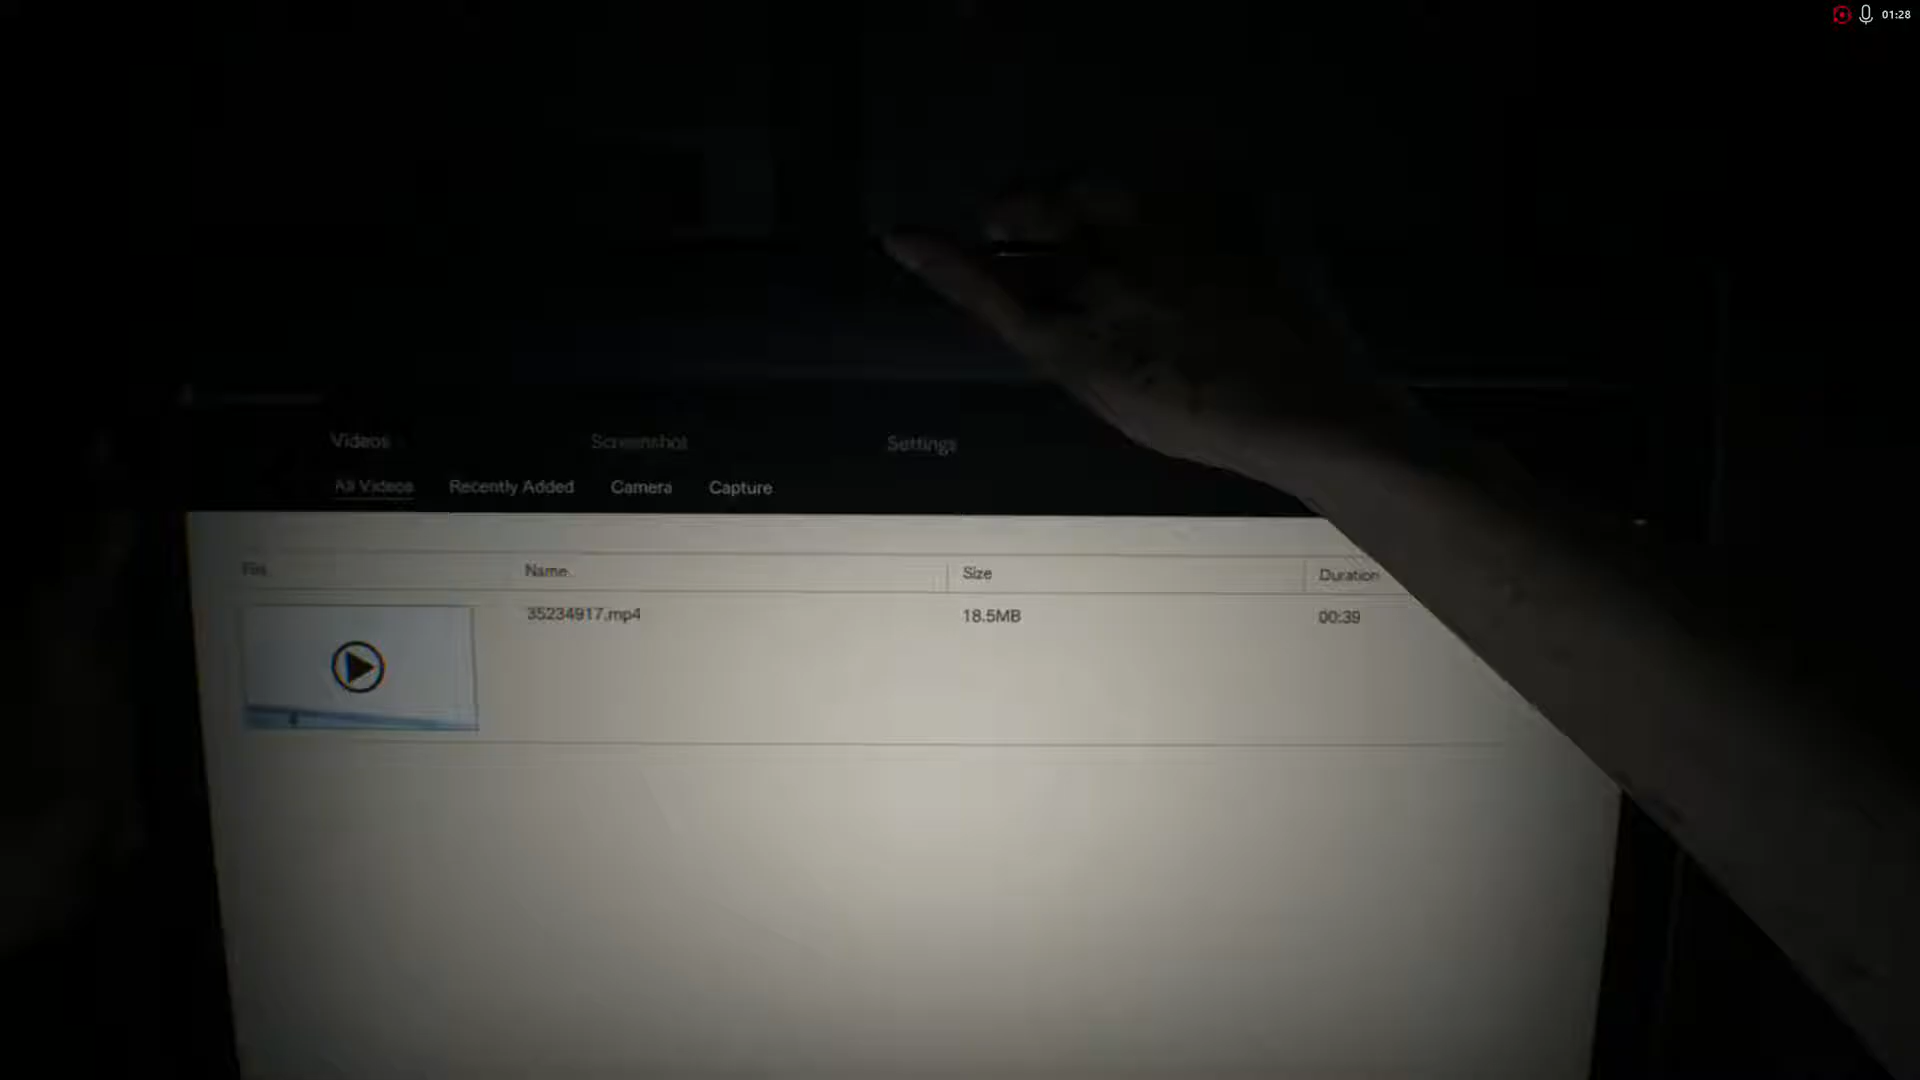 01:28
Videos Screenshot Settings
All Videos Recently Added Camera Capture
File Name Size Duration
35234917.mp4 18.5MB 00:39